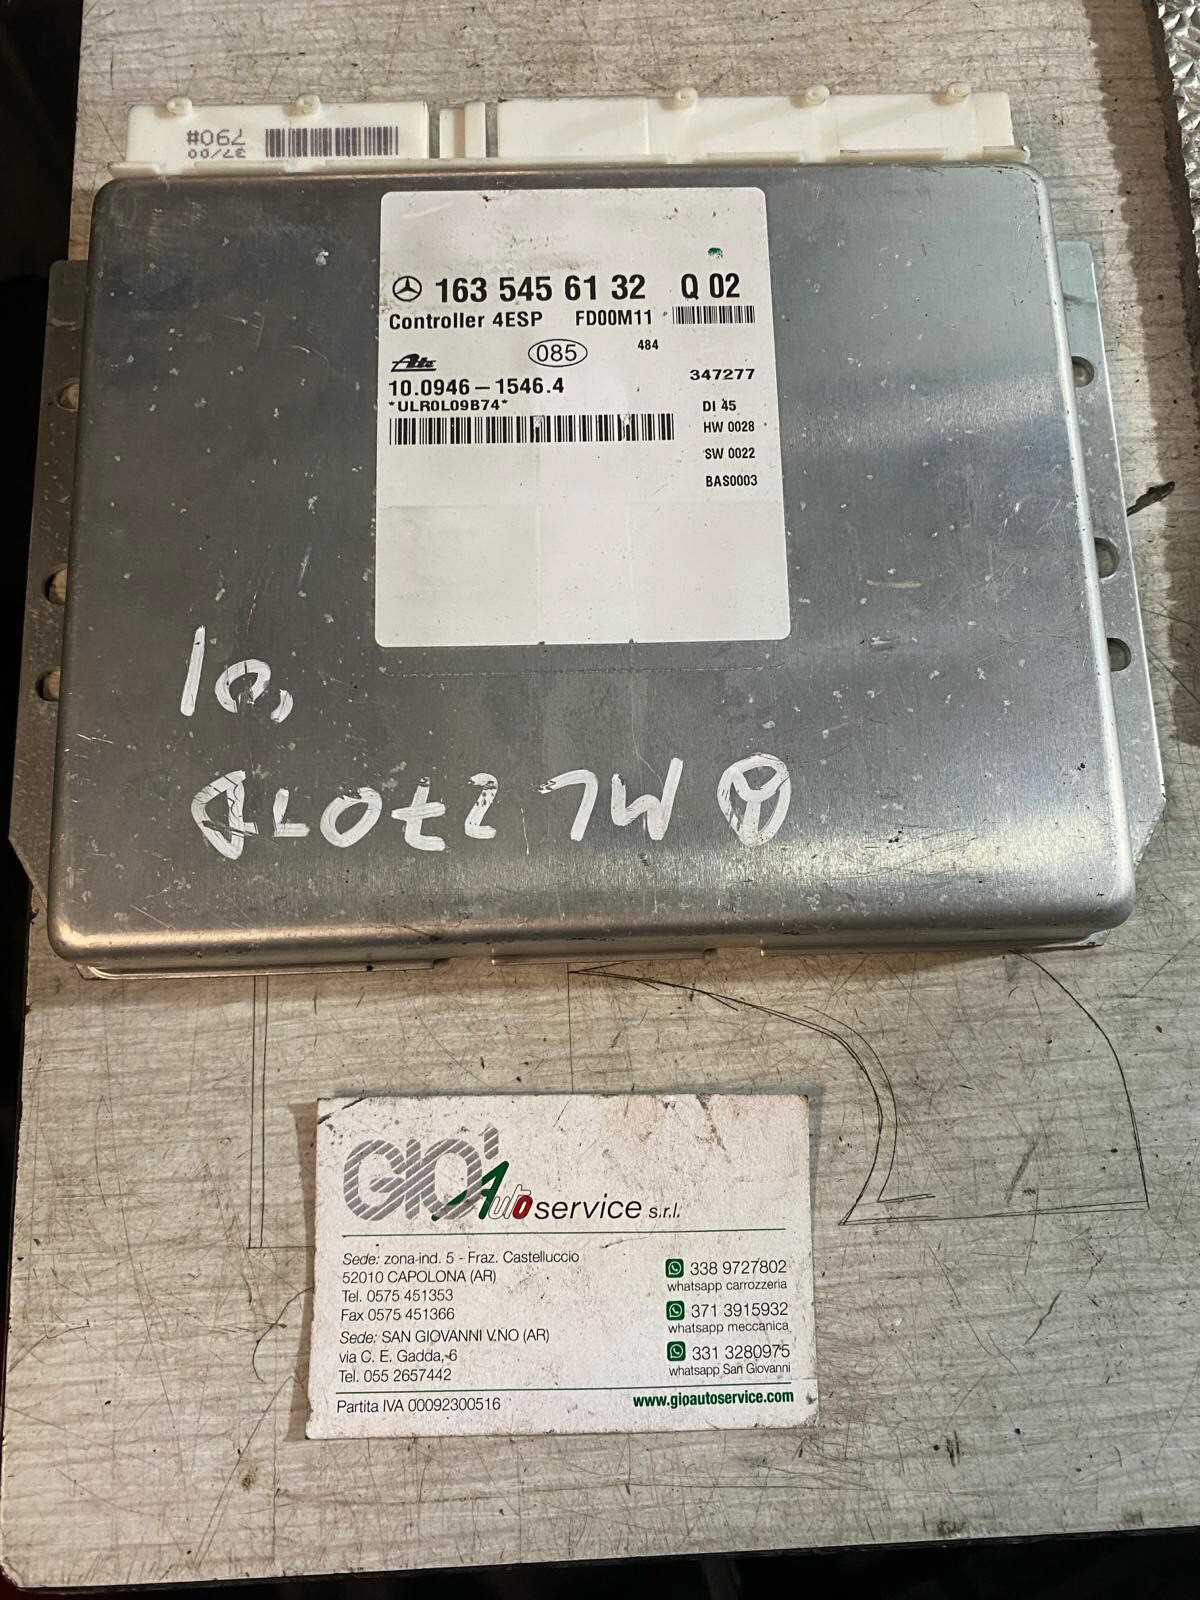 #067
27/00
163 545 61 32 Q 02
Controller 4ESP FD00M11
Ate 085 484
10.0946-1546.4 347277
*ULR0L09B74* DI 45
HW 0028
SW 0022
BAS0003
10,
ML 270
GIO' Auto service s.r.l.
Sede: zona ind. 5 - Fraz. Castelluccio
52010 CAPOLONA (AR)
Tel. 0575 451353
Fax 0575 451366
Sede: SAN GIOVANNI V.NO (AR)
via C. E. Gadda, 6
Tel. 055 2657442
338 9727802
whatsapp carrozzeria
371 3915932
whatsapp meccanica
331 3280975
whatsapp San Giovanni
Partita IVA 00092300516
www.gioautoservice.com